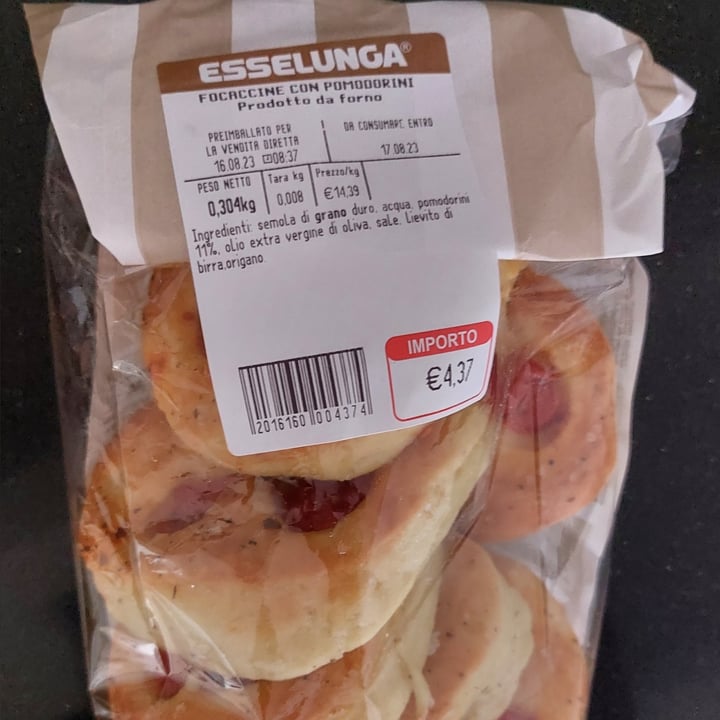 ESSELUNGA®
FOCACCINE CON POMODORINI
Prodotto da forno
PREIMBALLATO PER
LA VENDITA DIRETTA
16.08.23 08:37
DA CONSUMARE ENTRO
17.08.23
PESO NETTO
0,304kg
Tara kg
0,008
Prezzo/kg
€14,39
Ingredienti: semola di grano duro, acqua, pomodorini
11%, olio extra vergine di oliva, sale. Lievito di
birra,origano.
IMPORTO
€4,37
2016160 004374